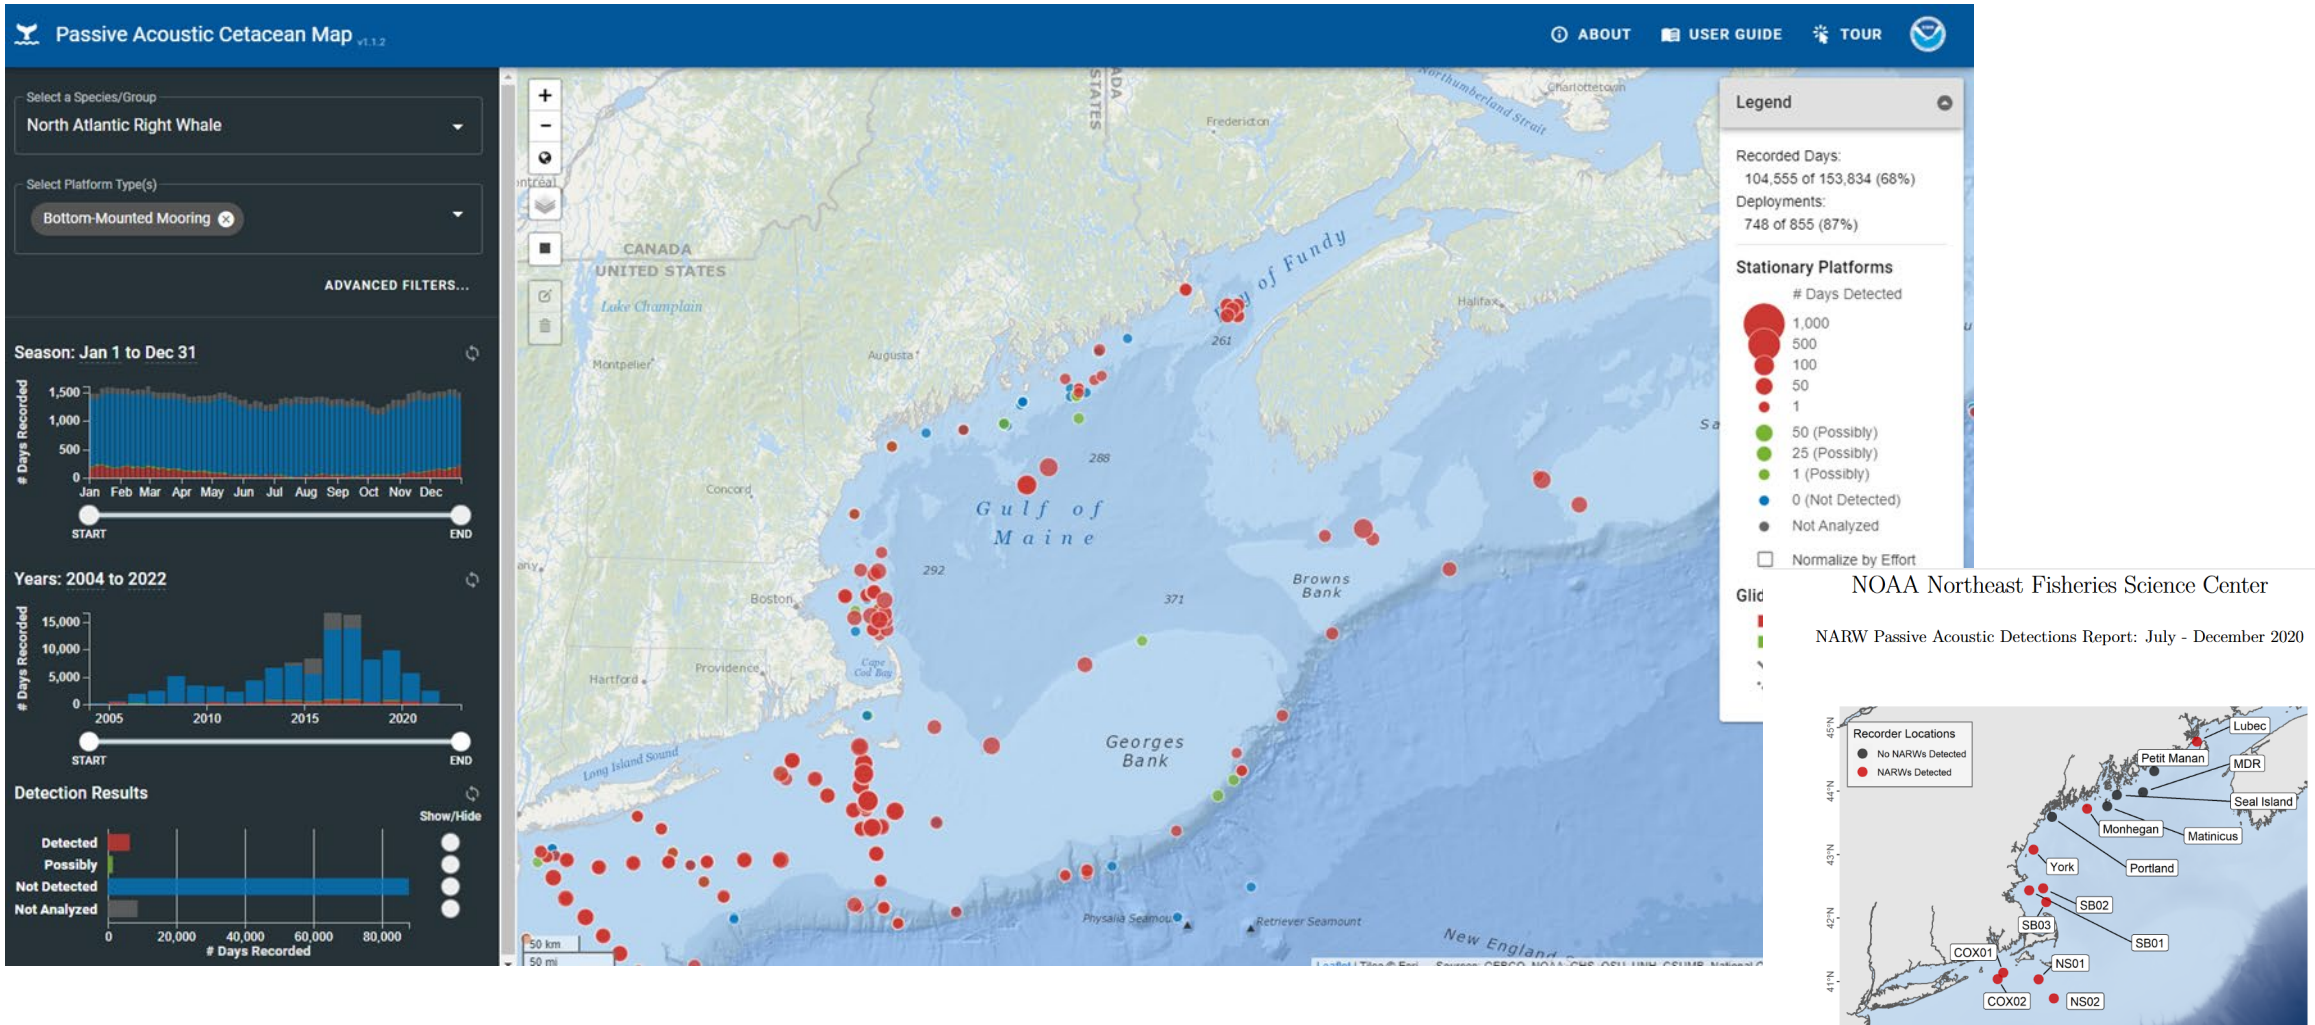 Passive Acoustic Cetacean Map v1.1.2
ABOUT
USER GUIDE
TOUR
Select a Species/Group
North Atlantic Right Whale
Select Platform Type(s)
Bottom-Mounted Mooring
ADVANCED FILTERS...
Season: Jan 1 to Dec 31
# Days Recorded
1,500
1,000
500
0
Jan Feb Mar Apr May Jun Jul Aug Sep Oct Nov Dec
START END
Years: 2004 to 2022
# Days Recorded
15,000
10,000
5,000
0
2005 2010 2015 2020
START END
Detection Results
Show/Hide
Detected
Possibly
Not Detected
Not Analyzed
0 20,000 40,000 60,000 80,000
# Days Recorded
+
−
CANADA
UNITED STATES
Lake Champlain
Montpelier
Augusta
Concord
Boston
Providence
Hartford
Cape
Cod Bay
Long Island Sound
Fredericton
Charlottetown
Northumberland Strait
Halifax
of Fundy
261
288
292
371
Gulf of
Maine
Browns
Bank
Georges
Bank
Physalia Seamou
Retriever Seamount
New England
50 km
50 mi
Legend
Recorded Days:
104,555 of 153,834 (68%)
Deployments:
748 of 855 (87%)
Stationary Platforms
# Days Detected
1,000
500
100
50
1
50 (Possibly)
25 (Possibly)
1 (Possibly)
0 (Not Detected)
Not Analyzed
Normalize by Effort
Glid
NOAA Northeast Fisheries Science Center
NARW Passive Acoustic Detections Report: July - December 2020
Recorder Locations
No NARWs Detected
NARWs Detected
45°N
44°N
43°N
42°N
41°N
Lubec
Petit Manan
MDR
Seal Island
Monhegan
Matinicus
York
Portland
SB02
SB03
SB01
COX01
NS01
COX02
NS02